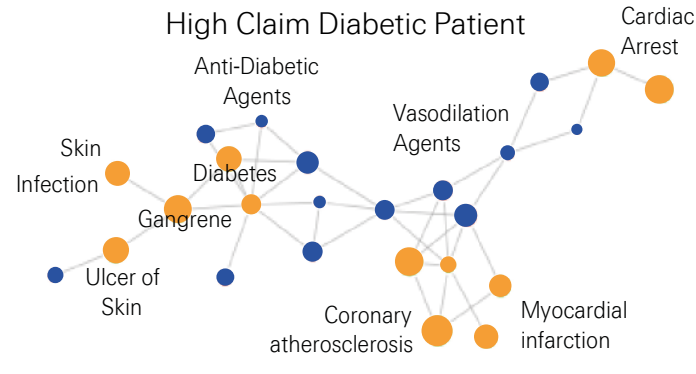 High Claim Diabetic Patient
Cardiac
Arrest
Anti-Diabetic
Agents
Vasodilation
Agents
Skin
Infection
Diabetes
Gangrene
Ulcer of
Skin
Coronary
atherosclerosis
Myocardial
infarction